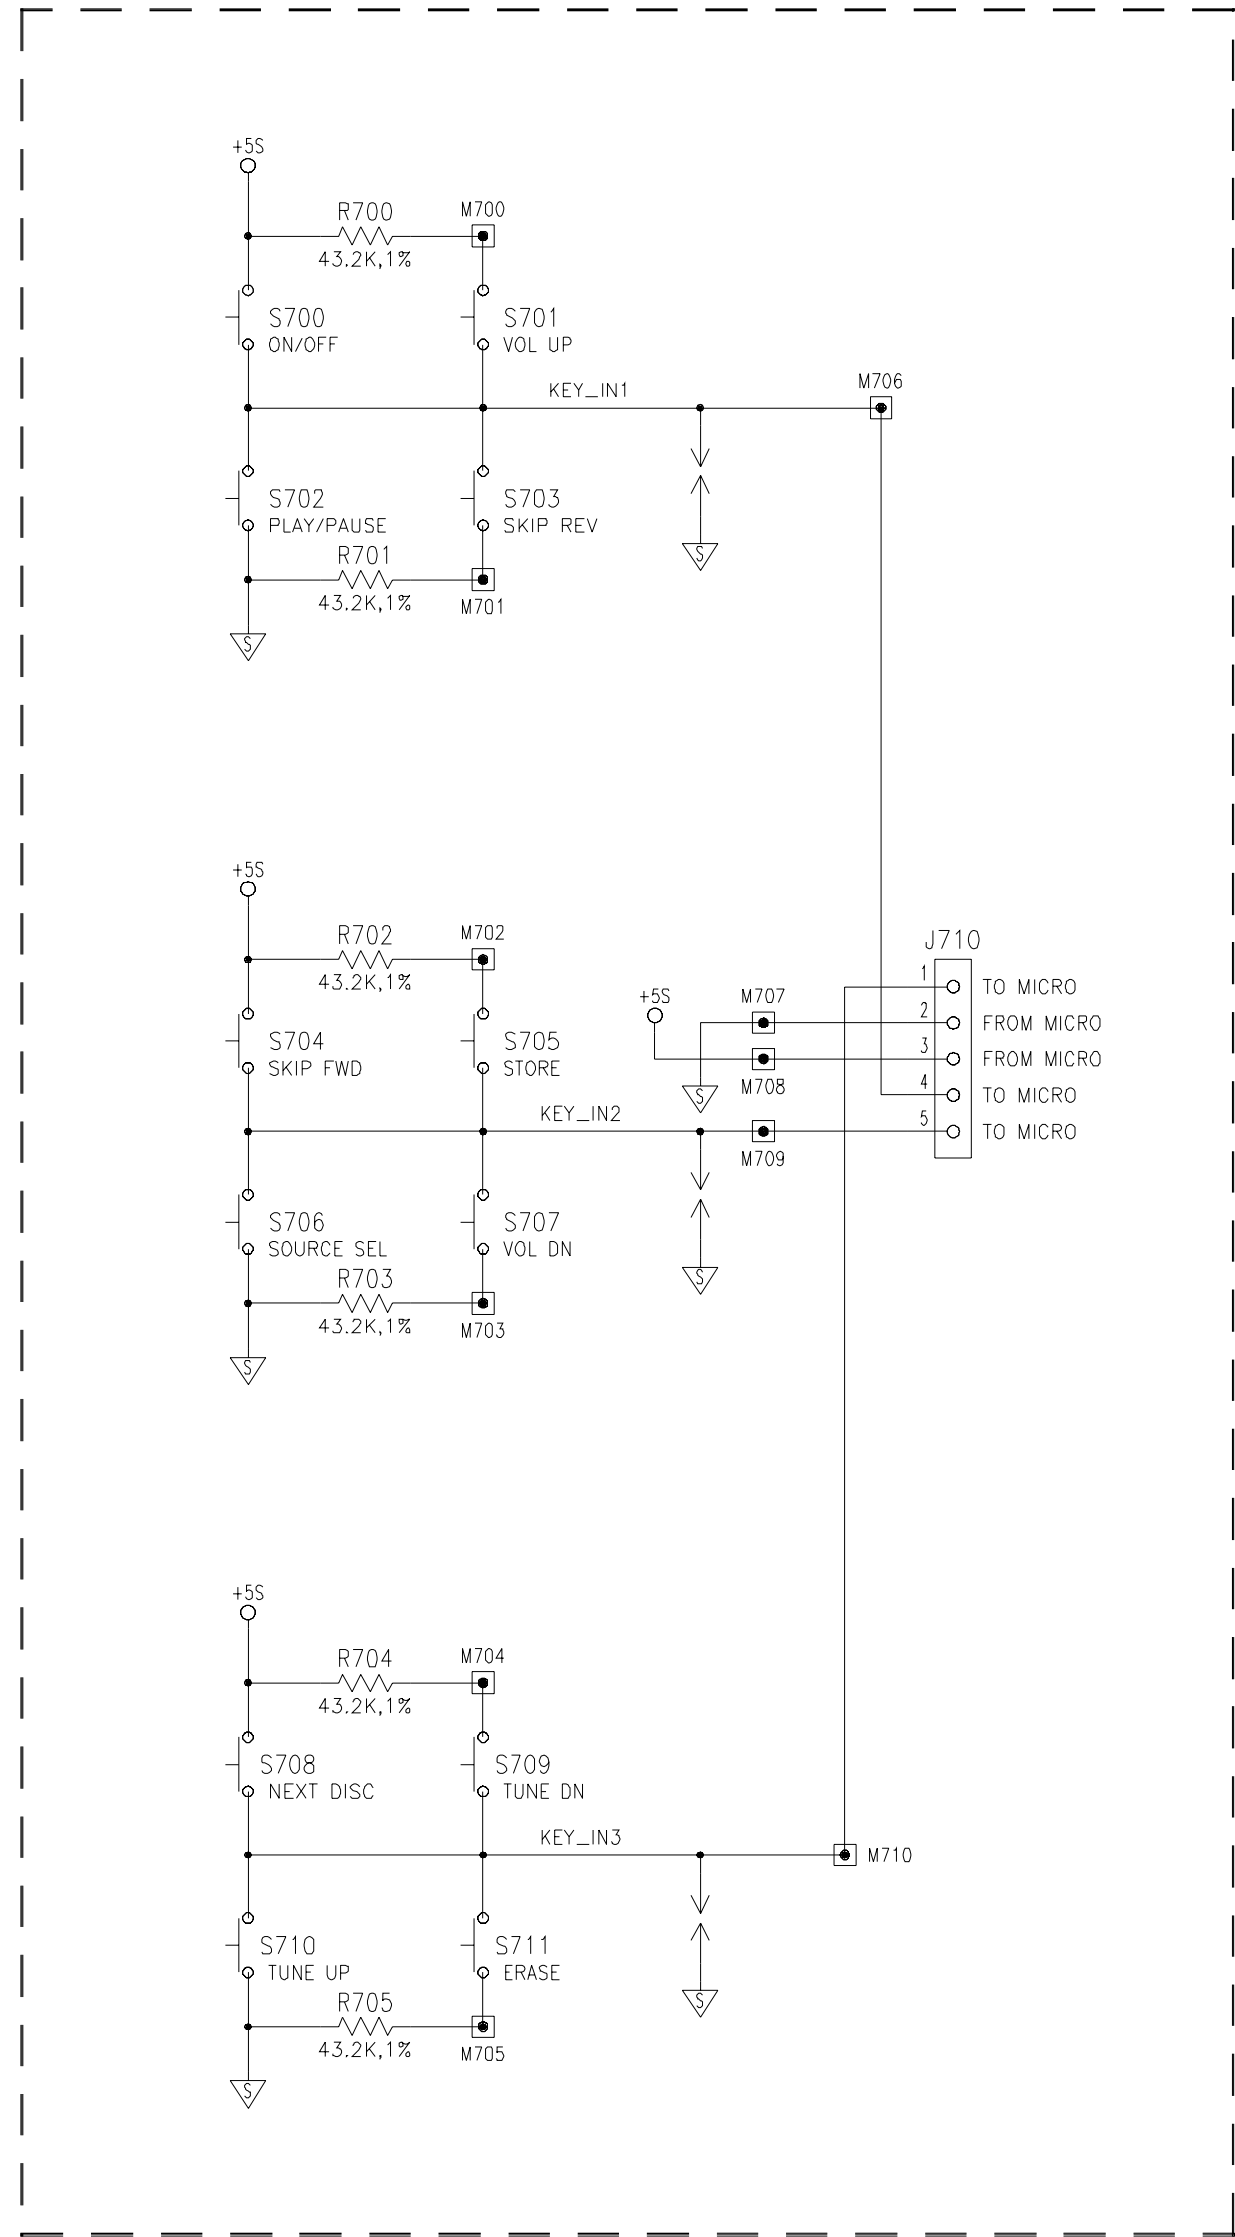 +5S
R700
M700
43.2K,1%
S700
ON/OFF
S701
VOL UP
KEY_IN1
M706
S702
PLAY/PAUSE
S703
SKIP REV
S
R701
43.2K,1%
M701
S
+5S
R702
M702
43.2K,1%
S704
SKIP FWD
S705
STORE
+5S
M707
M708
S
J710
1 TO MICRO
2 FROM MICRO
3 FROM MICRO
4 TO MICRO
5 TO MICRO
KEY_IN2
M709
S706
SOURCE SEL
S707
VOL DN
S
R703
43.2K,1%
M703
S
+5S
R704
M704
43.2K,1%
S708
NEXT DISC
S709
TUNE DN
KEY_IN3
M710
S710
TUNE UP
S711
ERASE
S
R705
43.2K,1%
M705
S